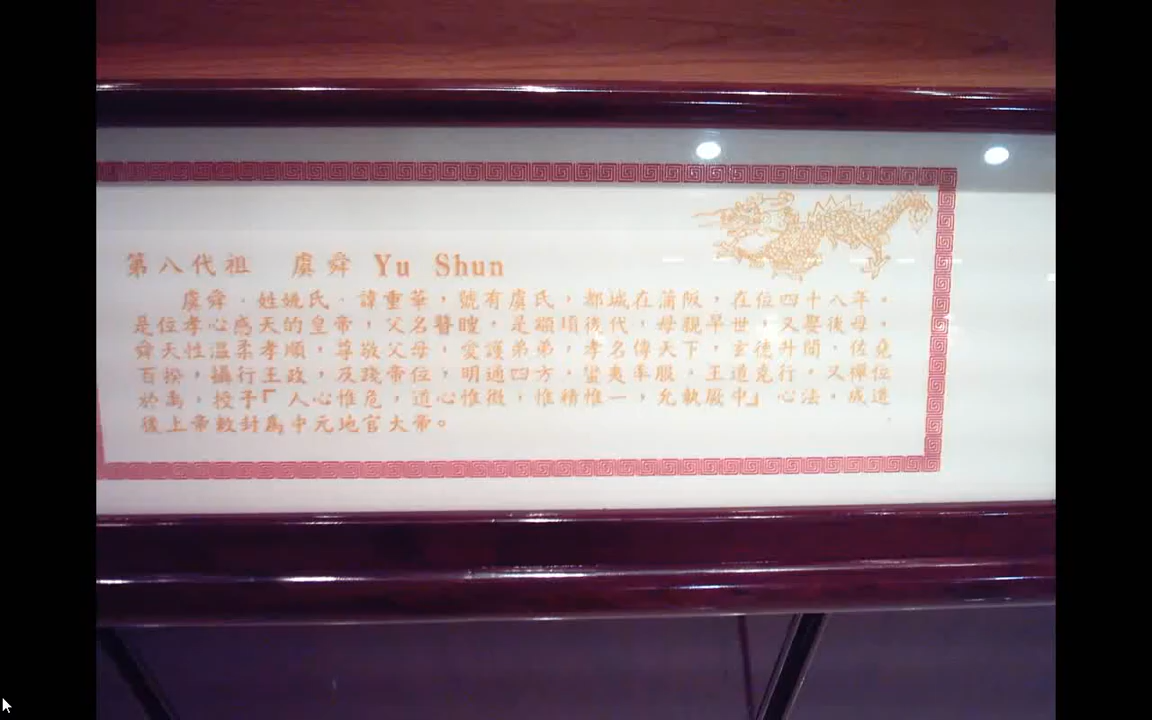 第八代祖　虞舜 Yu Shun
虞舜，姓姚氏，諱重華，號有虞氏，都城在蒲阪，在位四十八年，
是位孝心感天的皇帝，父名瞽瞍，是顓頊後代，母親早世，又娶後母，
舜天性溫柔孝順，尊敬父母，愛護弟弟，孝名傳天下，玄德升聞，佐堯
百揆，攝行王政，及踐帝位，明通四方，蠻夷率服，王道克行，又禪位
於禹，授予「人心惟危，道心惟微，惟精惟一，允執厥中」心法，成道
後上帝敕封為中元地官大帝。